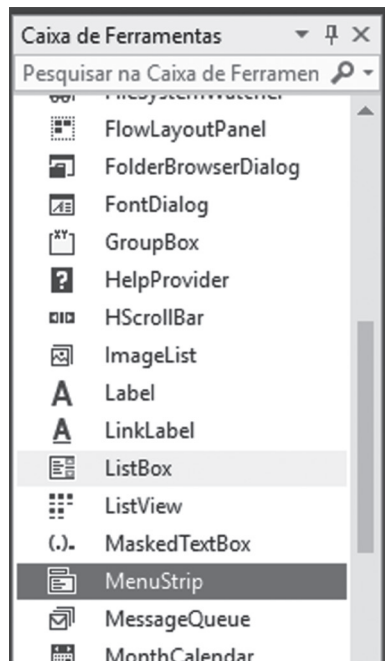 Caixa de Ferramentas
Pesquisar na Caixa de Ferramen
FileSystemWatcher
FlowLayoutPanel
FolderBrowserDialog
FontDialog
GroupBox
HelpProvider
HScrollBar
ImageList
A Label
A LinkLabel
ListBox
ListView
(.). MaskedTextBox
MenuStrip
MessageQueue
MonthCalendar